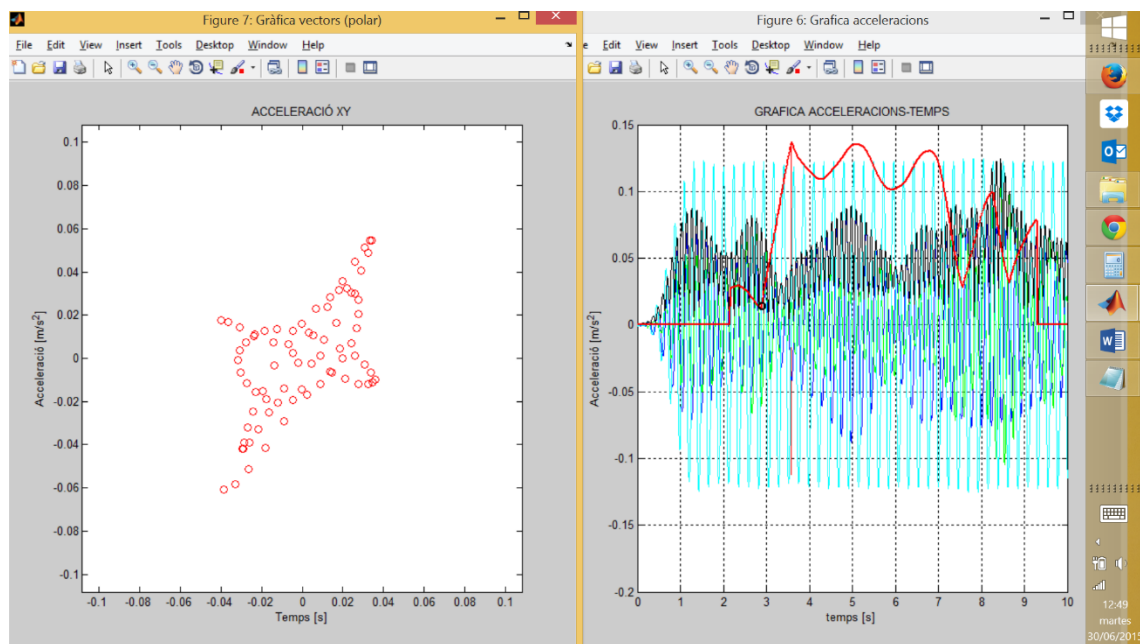 Figure 7: Gràfica vectors (polar)
File Edit View Insert Tools Desktop Window Help
ACCELERACIÓ XY
Acceleració [m/s²]
0.1
0.08
0.06
0.04
0.02
0
-0.02
-0.04
-0.06
-0.08
-0.1
-0.1 -0.08 -0.06 -0.04 -0.02 0 0.02 0.04 0.06 0.08 0.1
Temps [s]
Figure 6: Grafica acceleracions
e Edit View Insert Tools Desktop Window Help
GRAFICA ACCELERACIONS-TEMPS
Acceleració [m/s²]
0.15
0.1
0.05
0
-0.05
-0.1
-0.15
-0.2
0 1 2 3 4 5 6 7 8 9 10
temps [s]
12:49
martes
30/06/2015